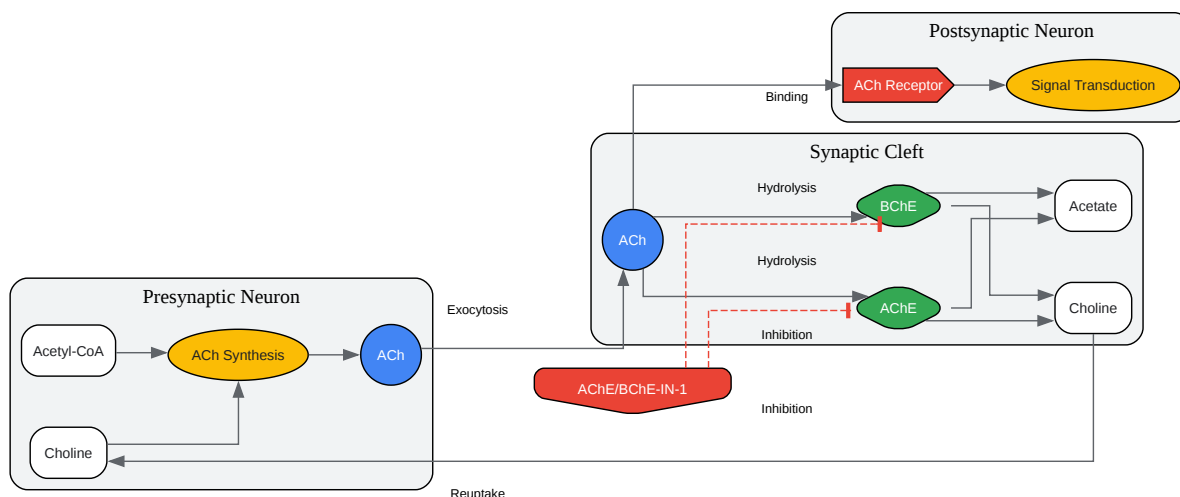 Postsynaptic Neuron
ACh Receptor
Signal Transduction
Binding
Synaptic Cleft
Hydrolysis
BChE
Acetate
ACh
Hydrolysis
AChE
Choline
Inhibition
Presynaptic Neuron
Exocytosis
Acetyl-CoA
ACh Synthesis
ACh
AChE/BChE-IN-1
Inhibition
Choline
Reuptake